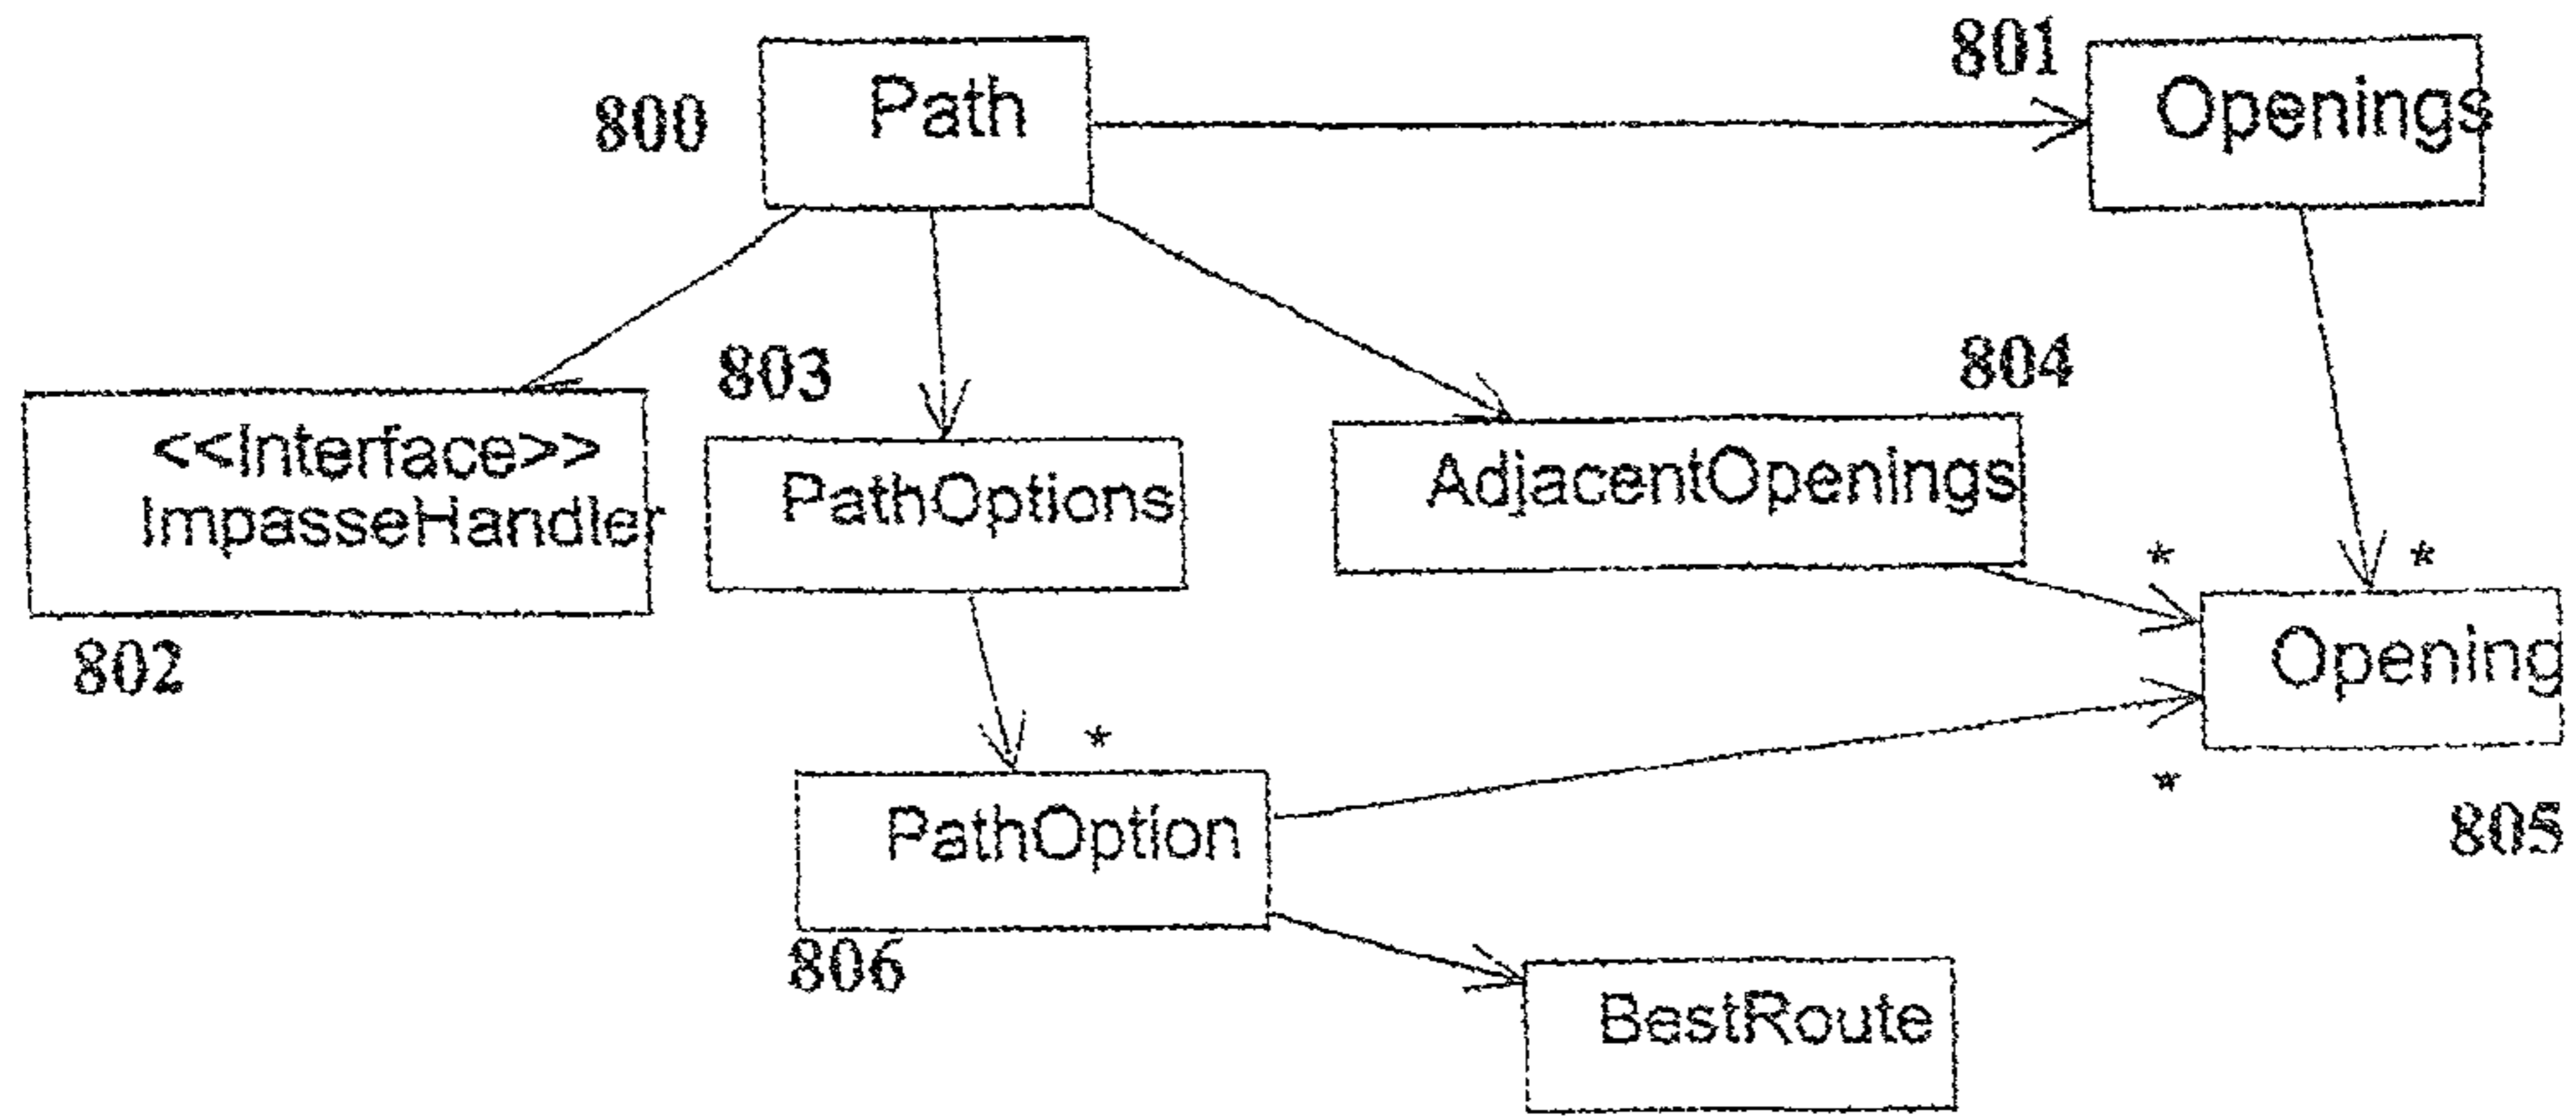 800
Path
801
Openings
803
804
<<Interface>>
ImpasseHandler
802
PathOptions
AdjacentOpenings
*
*
Opening
*
805
*
PathOption
806
BestRoute